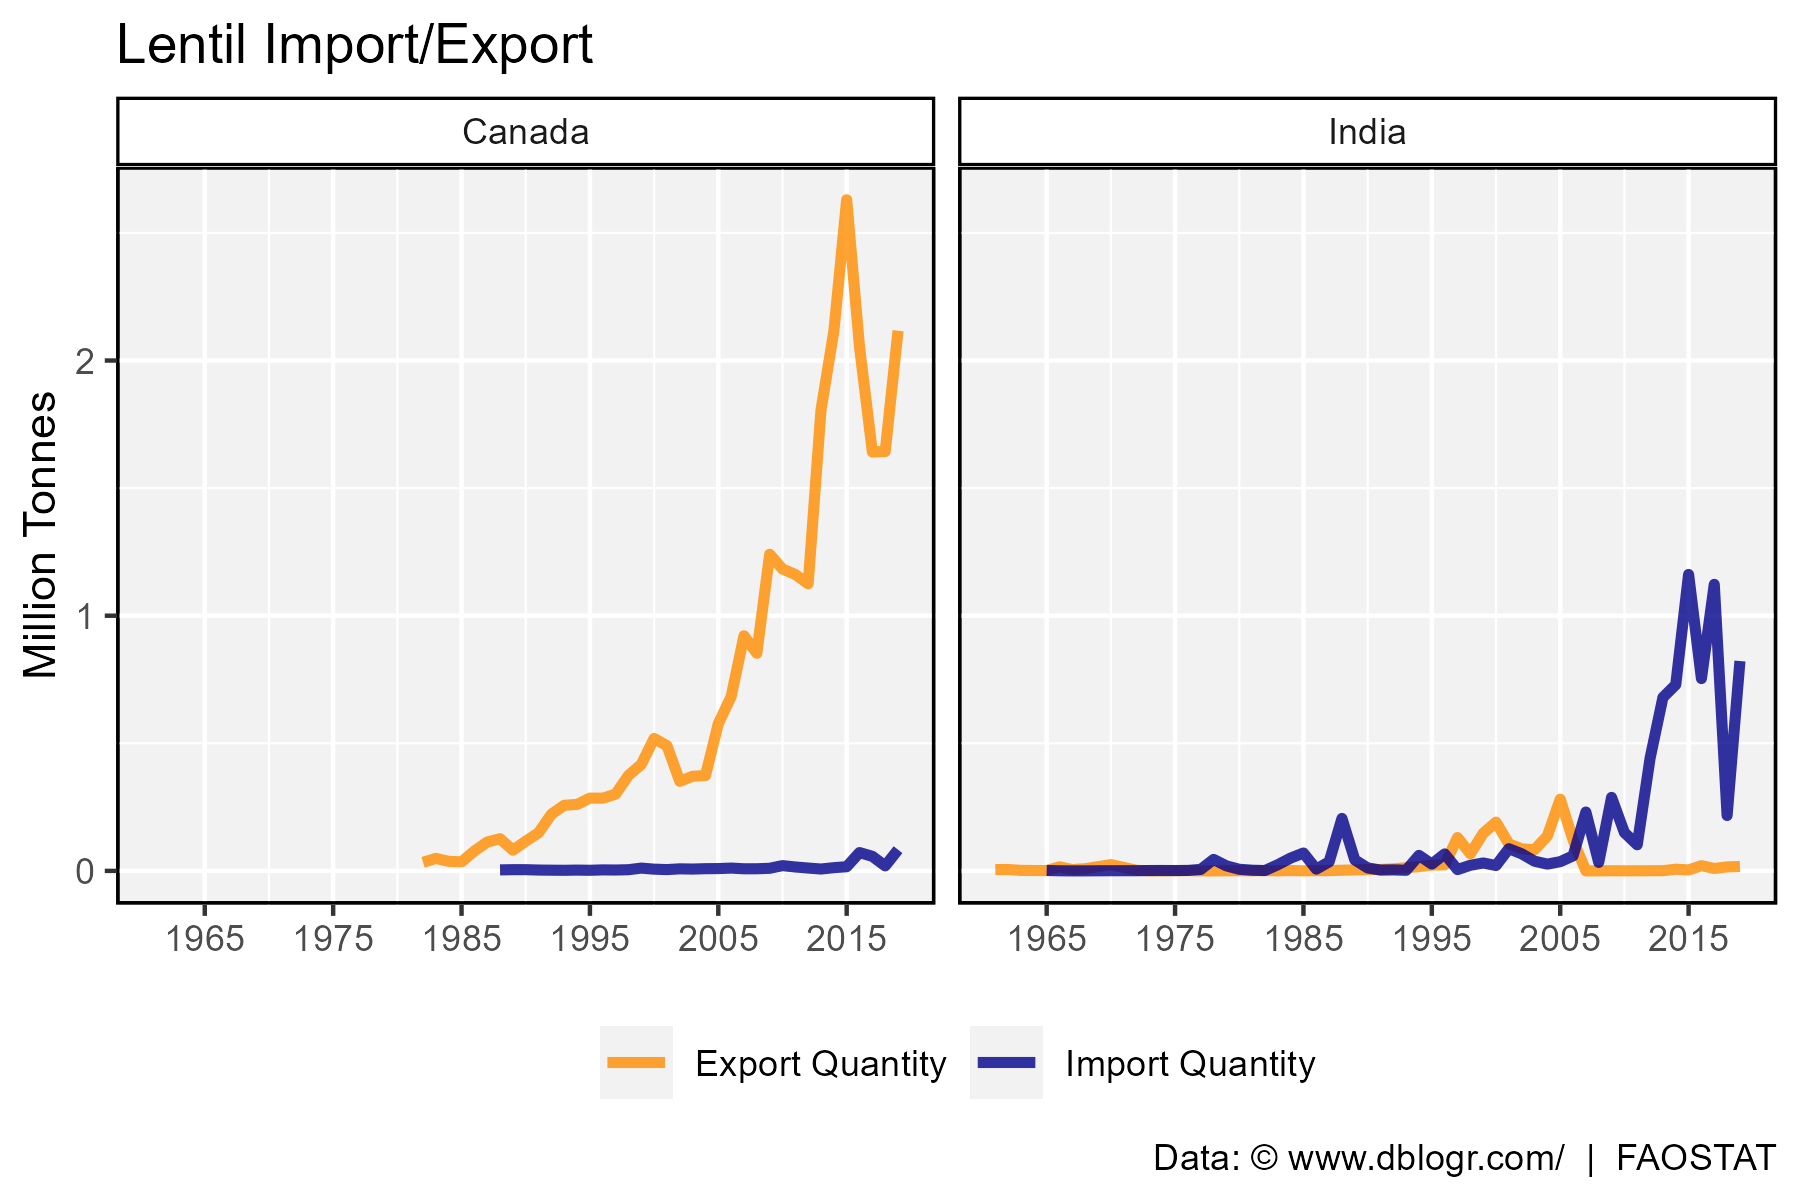 Lentil Import/Export
Canada
India
Million Tonnes
2
1
0
1965 1975 1985 1995 2005 2015
1965 1975 1985 1995 2005 2015
Export Quantity
Import Quantity
Data: © www.dblogr.com/ | FAOSTAT